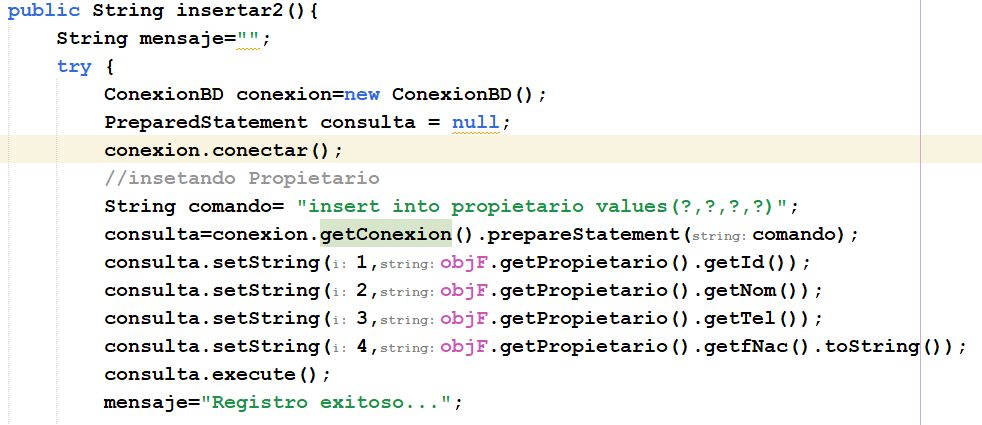 public String insertar2(){
String mensaje="";
try {
ConexionBD conexion=new ConexionBD();
PreparedStatement consulta = null;
conexion.conectar();
//insetando Propietario
String comando= "insert into propietario values(?,?,?,?)";
consulta=conexion.getConexion().prepareStatement(string: comando);
consulta.setString(i: 1,string: objF.getPropietario().getId());
consulta.setString(i: 2,string: objF.getPropietario().getNom());
consulta.setString(i: 3,string: objF.getPropietario().getTel());
consulta.setString(i: 4,string: objF.getPropietario().getfNac().toString());
consulta.execute();
mensaje="Registro exitoso...";